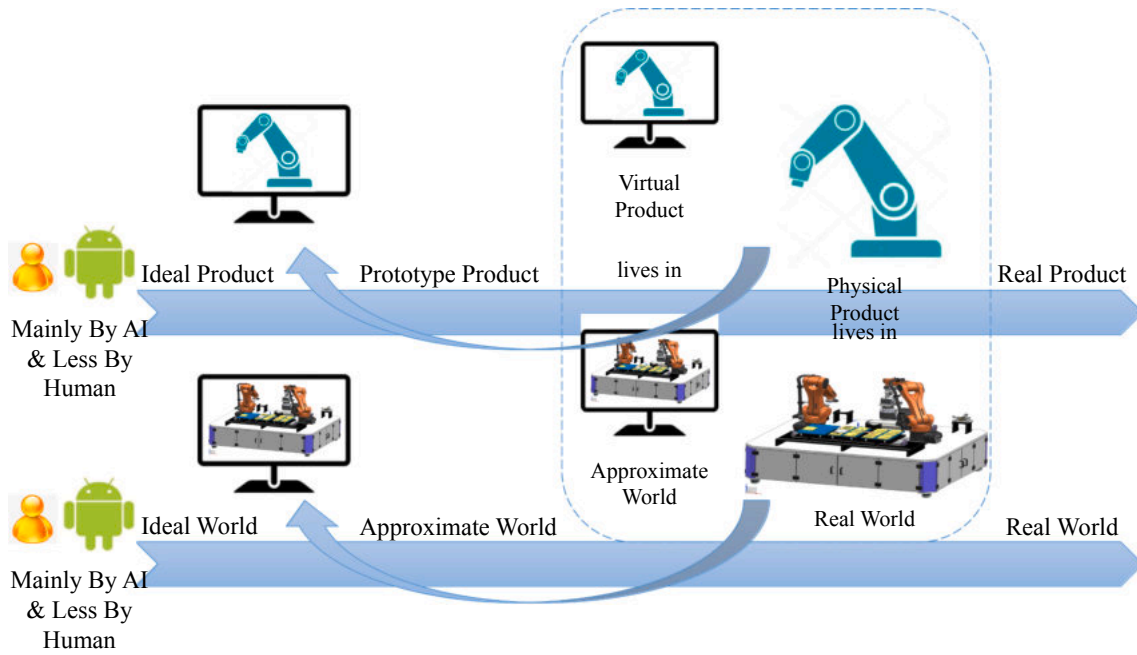 Virtual
Product
lives in
Physical
Product
lives in
Ideal Product
Prototype Product
Real Product
Mainly By AI
& Less By
Human
Approximate
World
Real World
Ideal World
Approximate World
Real World
Mainly By AI
& Less By
Human